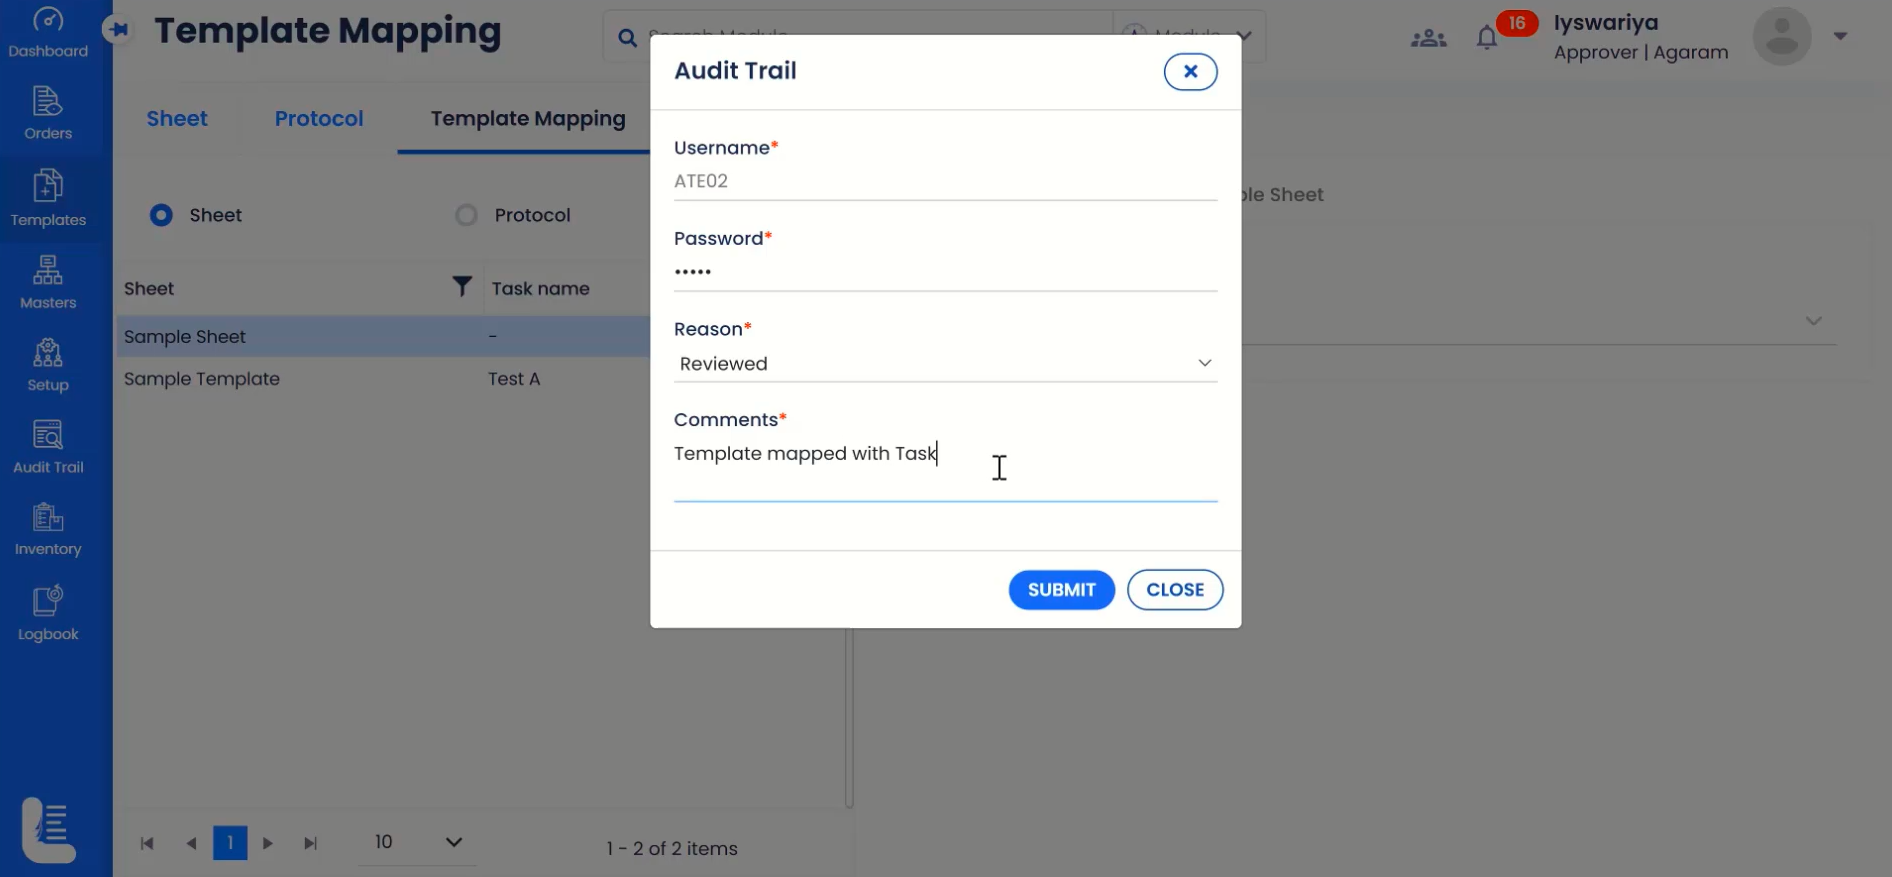 Dashboard
Orders
Templates
Masters
Setup
Audit Trail
Inventory
Logbook
Template Mapping
16
Iyswariya
Approver | Agaram
Sheet
Protocol
Template Mapping
Sheet
Protocol
Sheet
Task name
Sample Sheet
-
Sample Template
Test A
1
10
1 - 2 of 2 items
Sheet
Audit Trail
Username*
ATE02
Password*
•••••
Reason*
Reviewed
Comments*
Template mapped with Task
SUBMIT
CLOSE